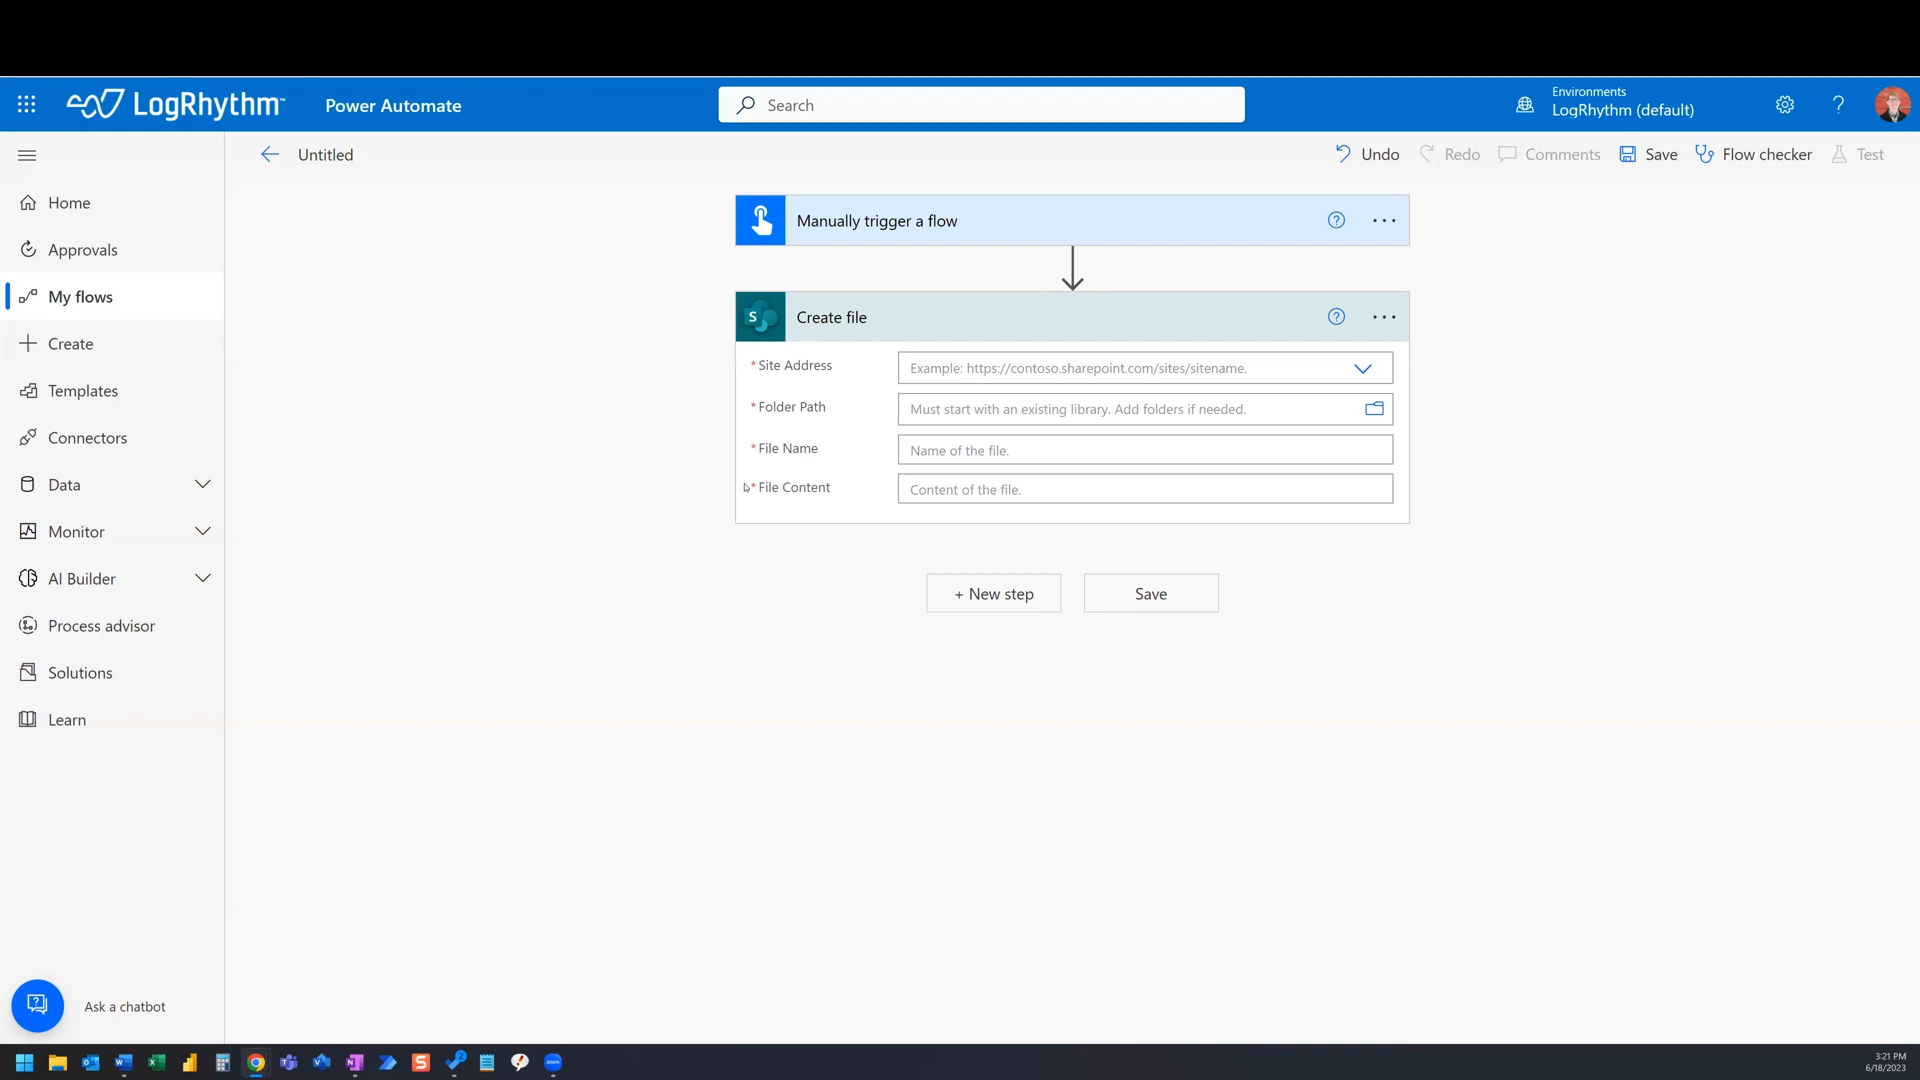 LogRhythm™
Power Automate
Search
Environments
LogRhythm (default)
Untitled
Undo
Redo
Comments
Save
Flow checker
Test
Home
Approvals
My flows
Create
Templates
Connectors
Data
Monitor
AI Builder
Process advisor
Solutions
Learn
Ask a chatbot
Manually trigger a flow
S
Create file
* Site Address
Example: https://contoso.sharepoint.com/sites/sitename.
* Folder Path
Must start with an existing library. Add folders if needed.
* File Name
Name of the file.
* File Content
Content of the file.
+ New step
Save
3:21 PM
6/18/2023